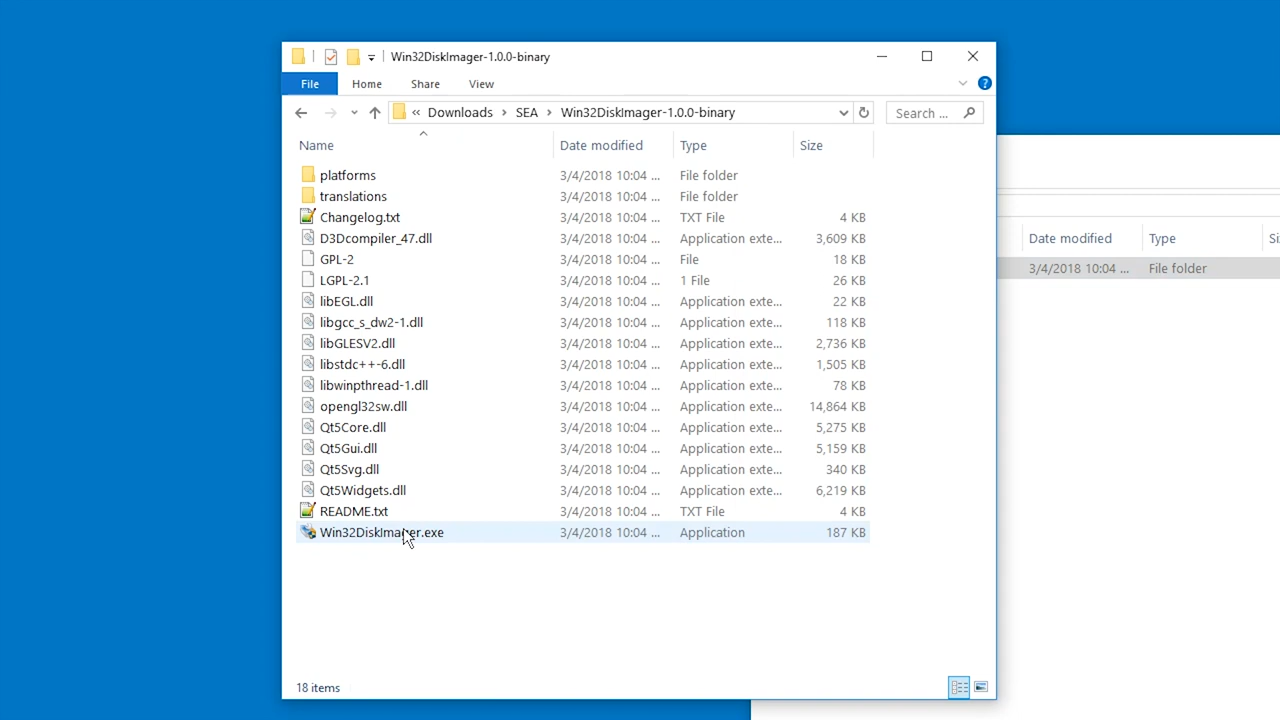 Win32DiskImager-1.0.0-binary
File Home Share View
« Downloads > SEA > Win32DiskImager-1.0.0-binary Search ...
Name Date modified Type Size
platforms 3/4/2018 10:04 ... File folder
translations 3/4/2018 10:04 ... File folder
Changelog.txt 3/4/2018 10:04 ... TXT File 4 KB
D3Dcompiler_47.dll 3/4/2018 10:04 ... Application exte... 3,609 KB
GPL-2 3/4/2018 10:04 ... File 18 KB
LGPL-2.1 3/4/2018 10:04 ... 1 File 26 KB
libEGL.dll 3/4/2018 10:04 ... Application exte... 22 KB
libgcc_s_dw2-1.dll 3/4/2018 10:04 ... Application exte... 118 KB
libGLESV2.dll 3/4/2018 10:04 ... Application exte... 2,736 KB
libstdc++-6.dll 3/4/2018 10:04 ... Application exte... 1,505 KB
libwinpthread-1.dll 3/4/2018 10:04 ... Application exte... 78 KB
opengl32sw.dll 3/4/2018 10:04 ... Application exte... 14,864 KB
Qt5Core.dll 3/4/2018 10:04 ... Application exte... 5,275 KB
Qt5Gui.dll 3/4/2018 10:04 ... Application exte... 5,159 KB
Qt5Svg.dll 3/4/2018 10:04 ... Application exte... 340 KB
Qt5Widgets.dll 3/4/2018 10:04 ... Application exte... 6,219 KB
README.txt 3/4/2018 10:04 ... TXT File 4 KB
Win32DiskImager.exe 3/4/2018 10:04 ... Application 187 KB
18 items
Date modified Type Si
3/4/2018 10:04 ... File folder